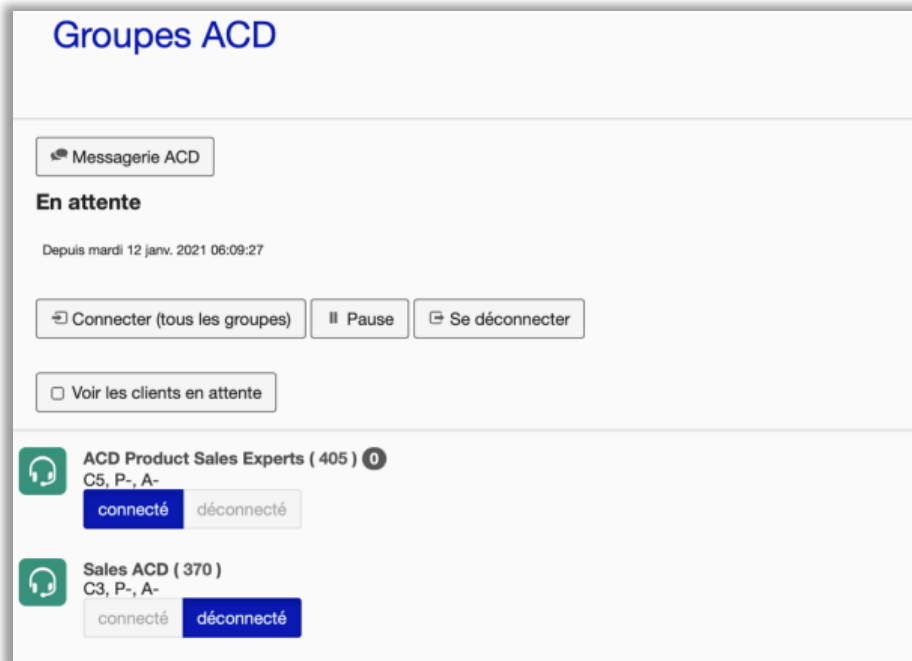 Groupes ACD
Messagerie ACD
En attente
Depuis mardi 12 janv. 2021 06:09:27
Connecter (tous les groupes) Pause Se déconnecter
Voir les clients en attente
ACD Product Sales Experts ( 405 ) 0
C5, P-, A-
connecté déconnecté
Sales ACD ( 370 )
C3, P-, A-
connecté déconnecté